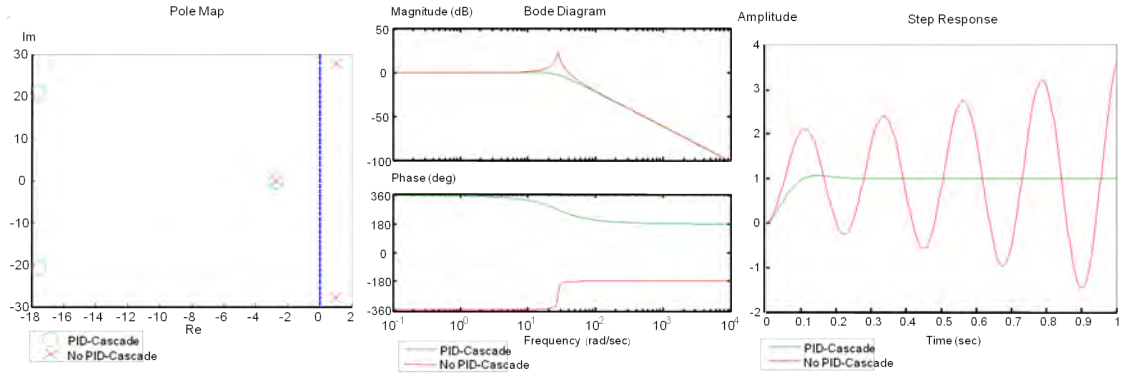 Pole Map
Im
30
20
10
0
-10
-20
-30
-18 -16 -14 -12 -10 -8 -6 -4 -2 0 2
Re
PID-Cascade
No PID-Cascade
Magnitude (dB) Bode Diagram
50
0
-50
-100
Phase (deg)
360
180
0
-180
-360
10^-1 10^0 10^1 10^2 10^3 10^4
Frequency (rad/sec)
PID-Cascade
No PID-Cascade
Amplitude Step Response
4
3
2
1
0
-1
-2
0 0.1 0.2 0.3 0.4 0.5 0.6 0.7 0.8 0.9 1
Time (sec)
PID-Cascade
No PID-Cascade